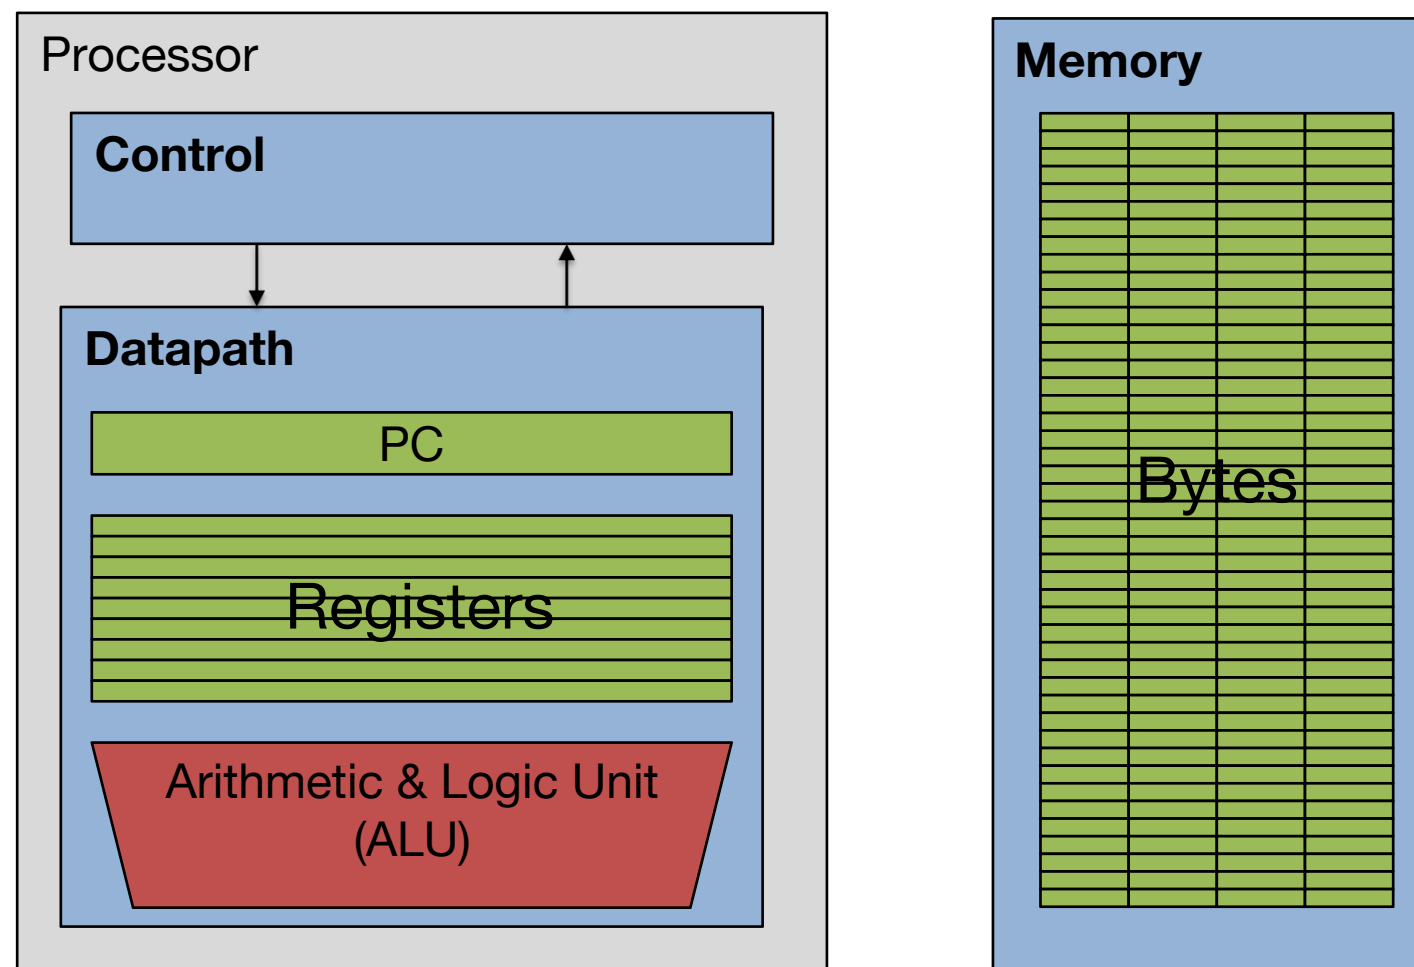 Processor
Control
Datapath
PC
Registers
Arithmetic & Logic Unit
(ALU)
Memory
Bytes